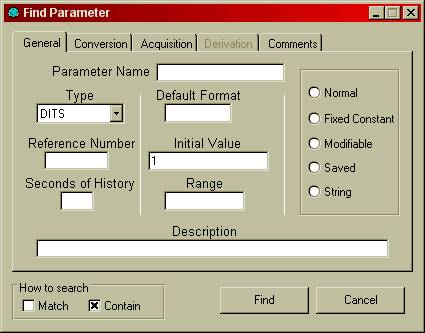 Find Parameter
General Conversion Acquisition Derivation Comments
Parameter Name
Type Default Format
DITS
Reference Number Initial Value
1
Seconds of History Range
Normal
Fixed Constant
Modifiable
Saved
String
Description
How to search
Match Contain
Find Cancel